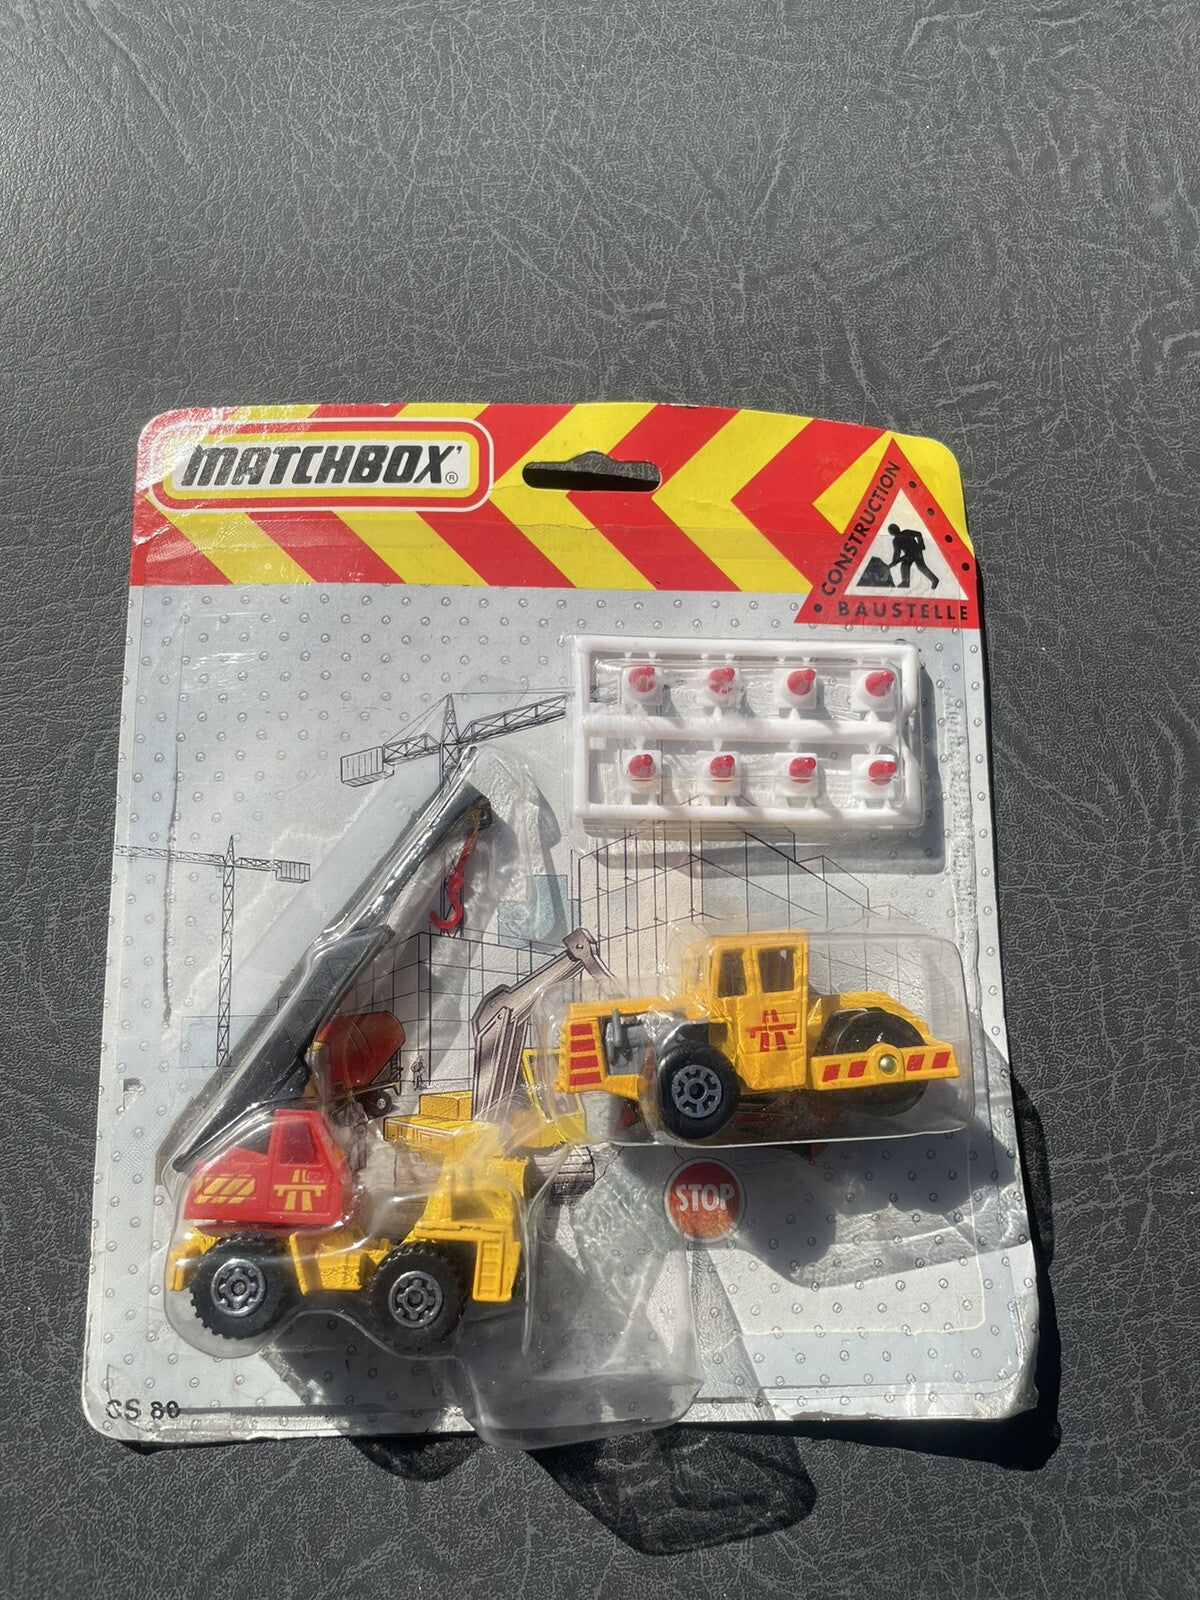 MATCHBOX®
CONSTRUCTION
BAUSTELLE
STOP
CS 80